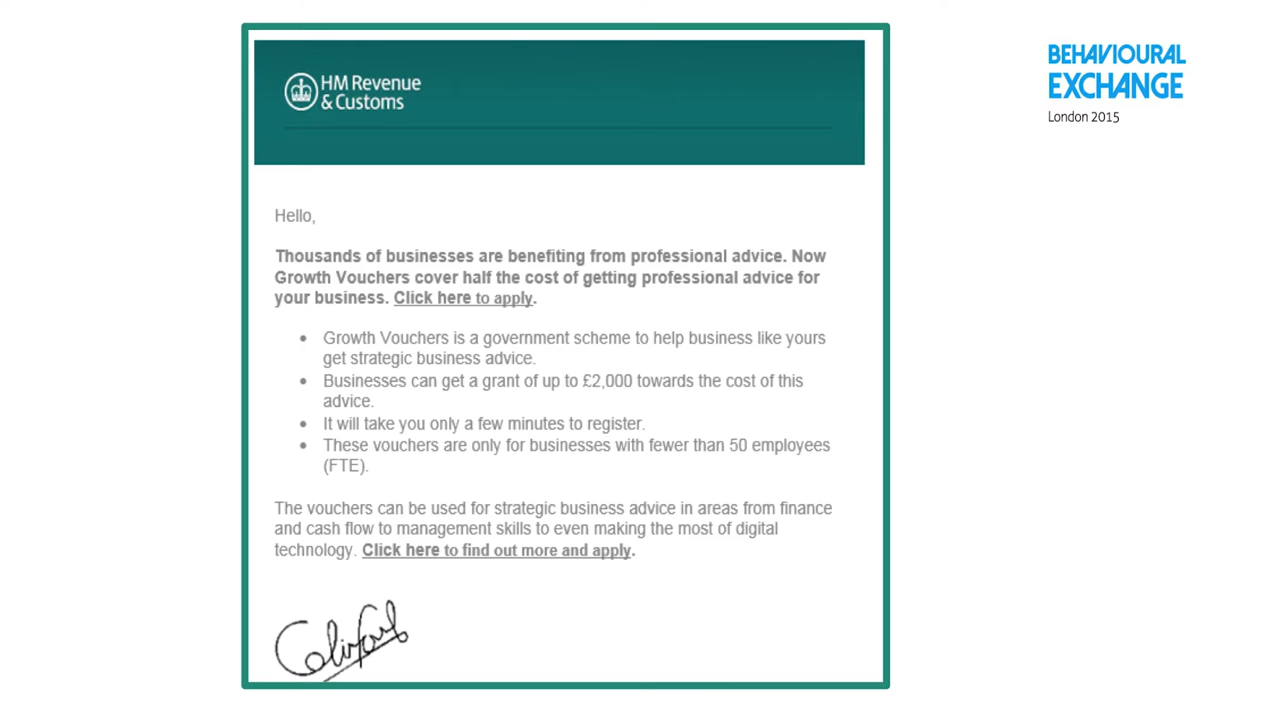 BEHAVIOURAL
EXCHANGE
London 2015
HM Revenue
& Customs
Hello,
Thousands of businesses are benefiting from professional advice. Now
Growth Vouchers cover half the cost of getting professional advice for
your business. Click here to apply.
• Growth Vouchers is a government scheme to help business like yours
get strategic business advice.
• Businesses can get a grant of up to £2,000 towards the cost of this
advice.
• It will take you only a few minutes to register.
• These vouchers are only for businesses with fewer than 50 employees
(FTE).
The vouchers can be used for strategic business advice in areas from finance
and cash flow to management skills to even making the most of digital
technology. Click here to find out more and apply.